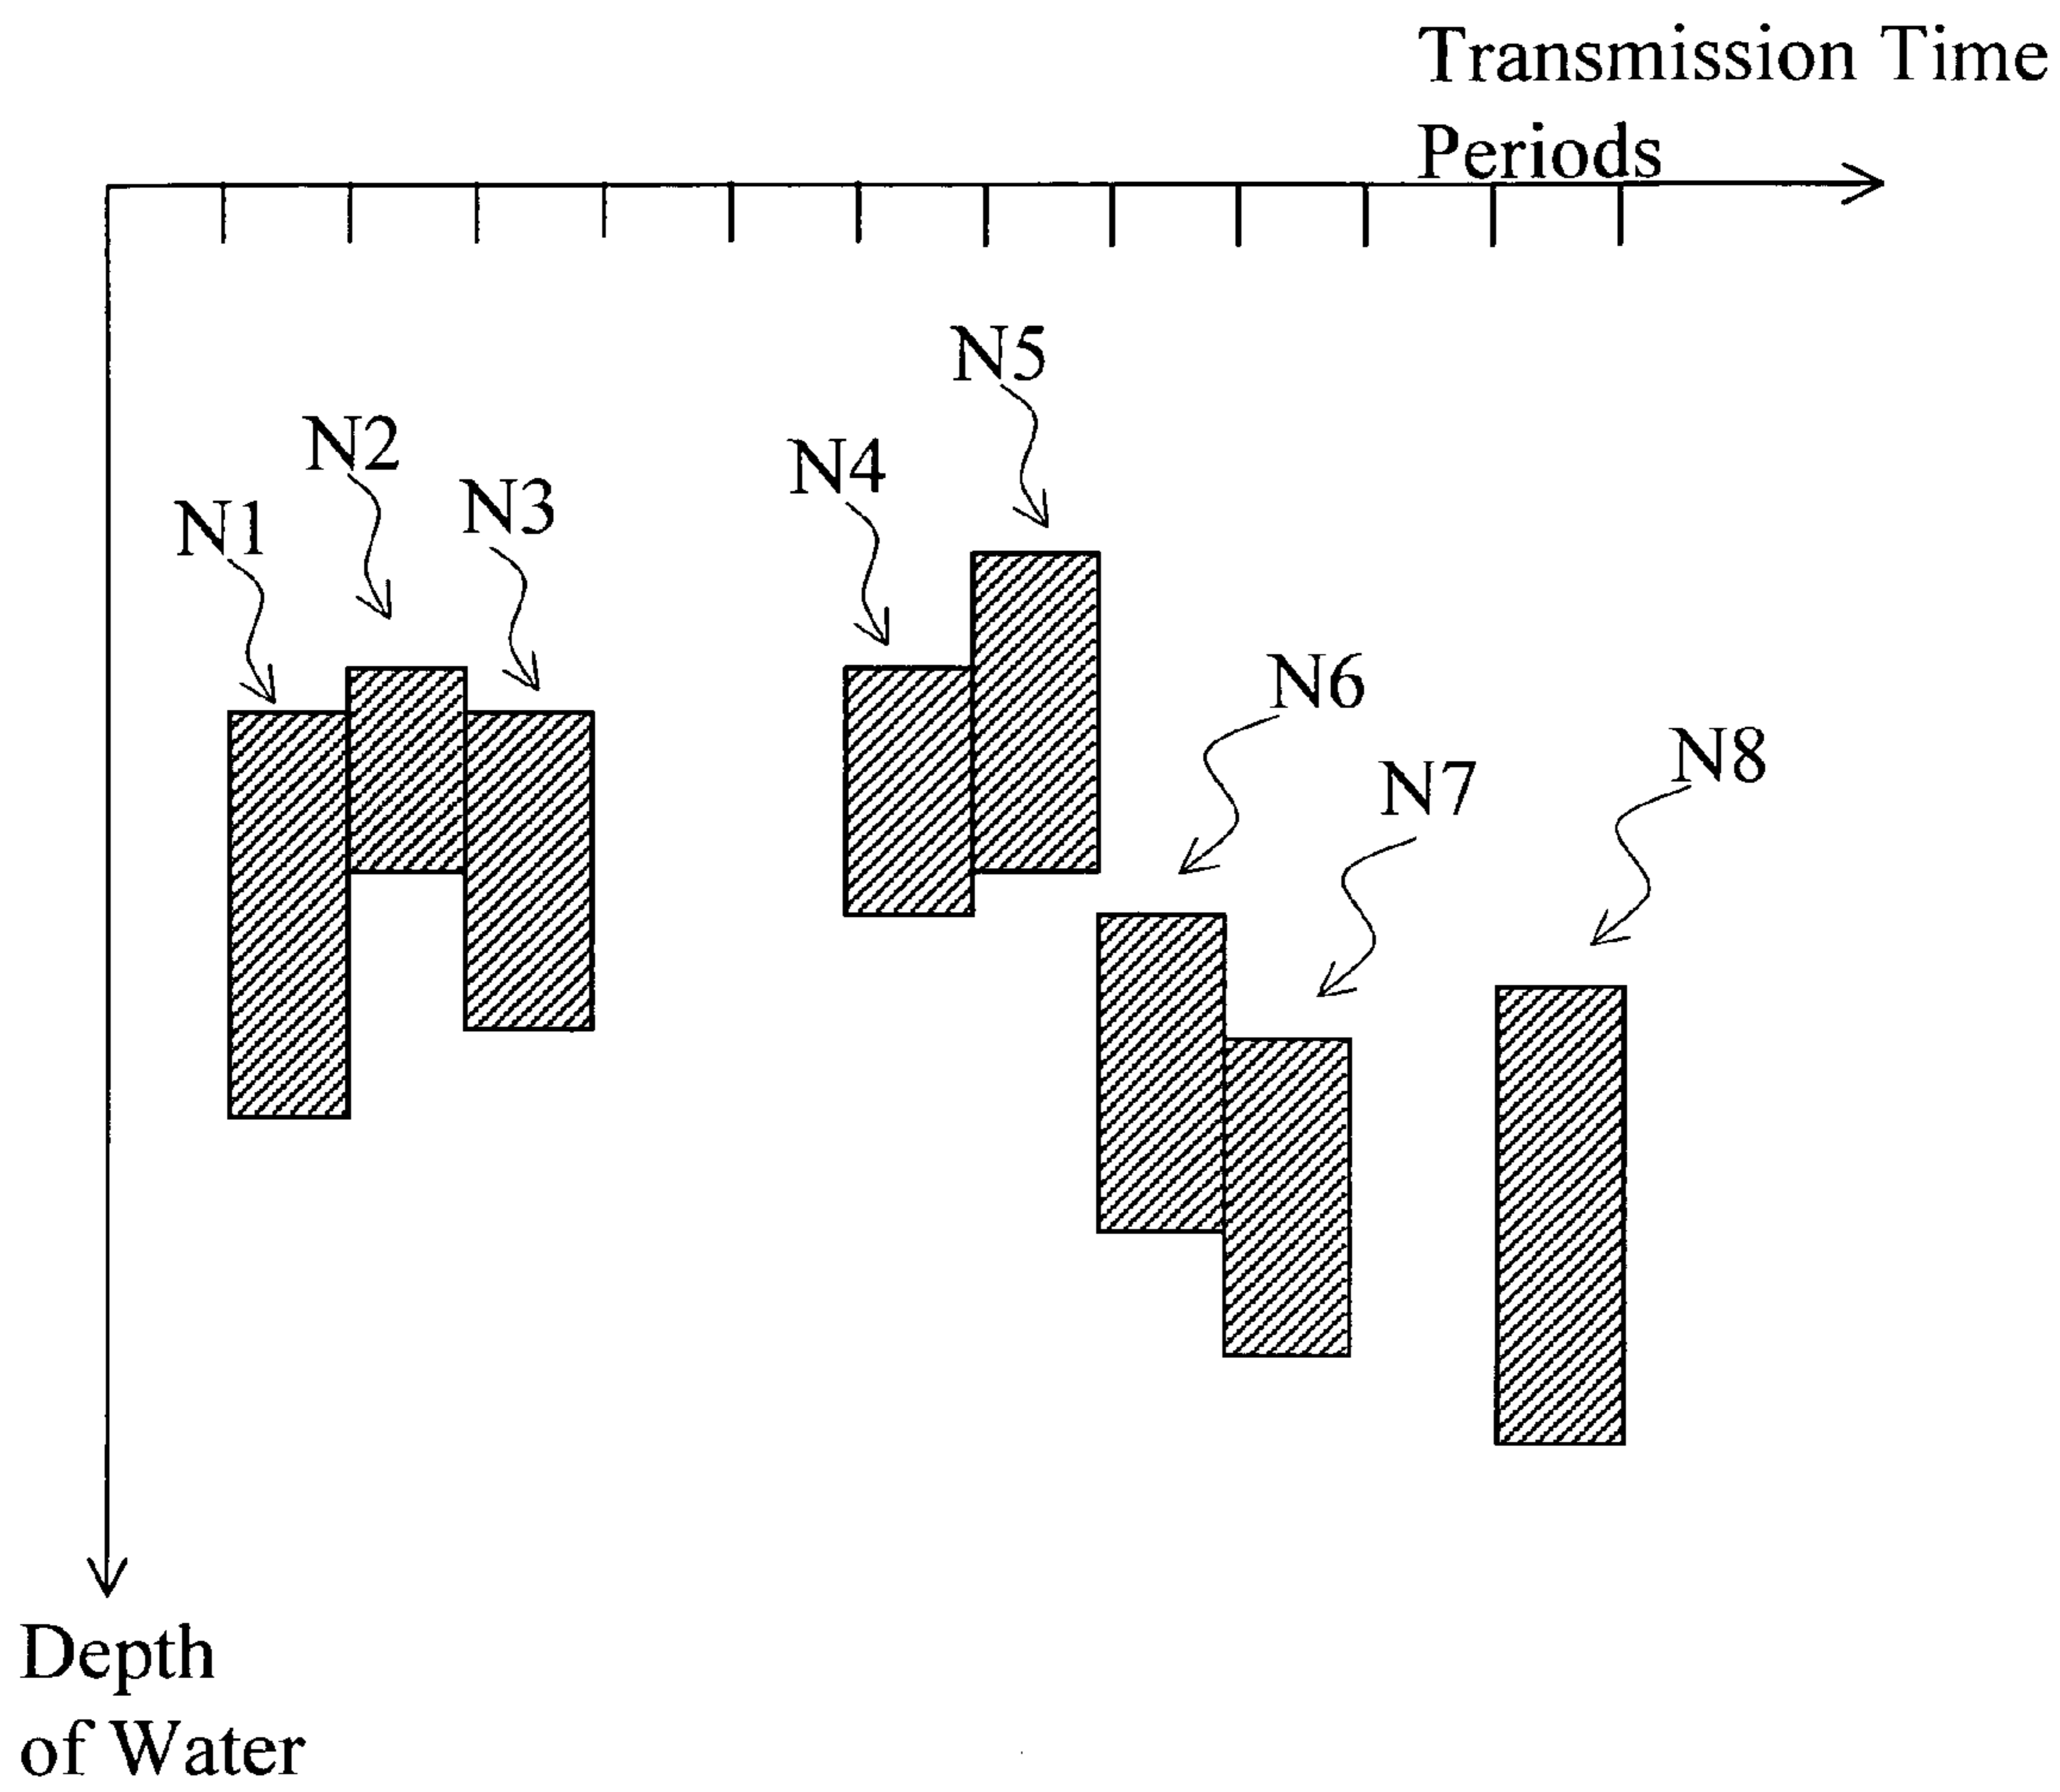 Transmission Time
Periods
N5
N2
N4
N3
N1
N6
N8
N7
Depth
of Water